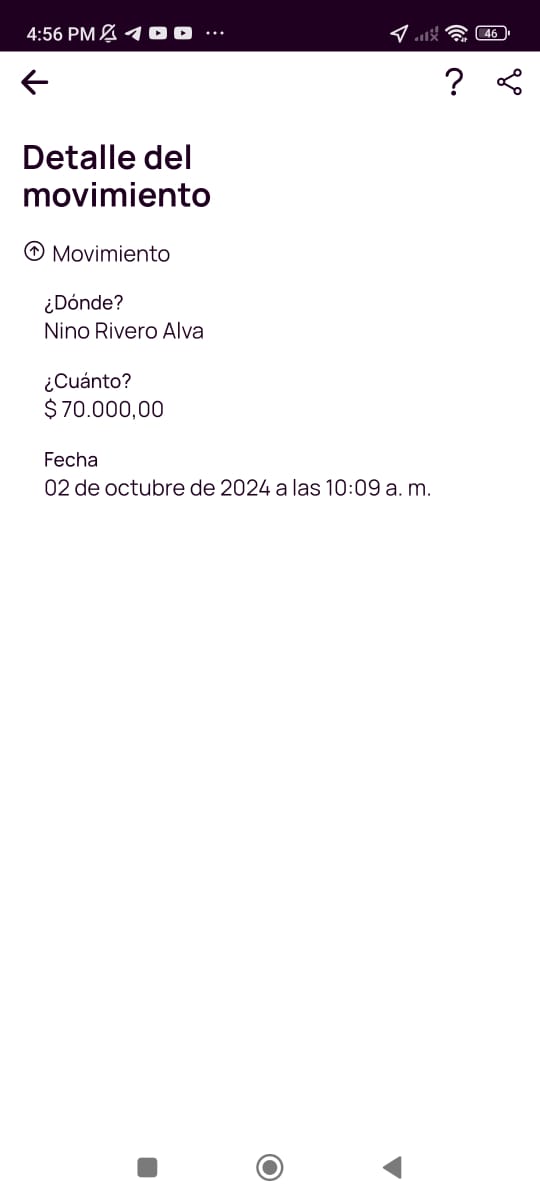 4:56 PM
46
Detalle del
movimiento
Movimiento
¿Dónde?
Nino Rivero Alva
¿Cuánto?
$ 70.000,00
Fecha
02 de octubre de 2024 a las 10:09 a. m.